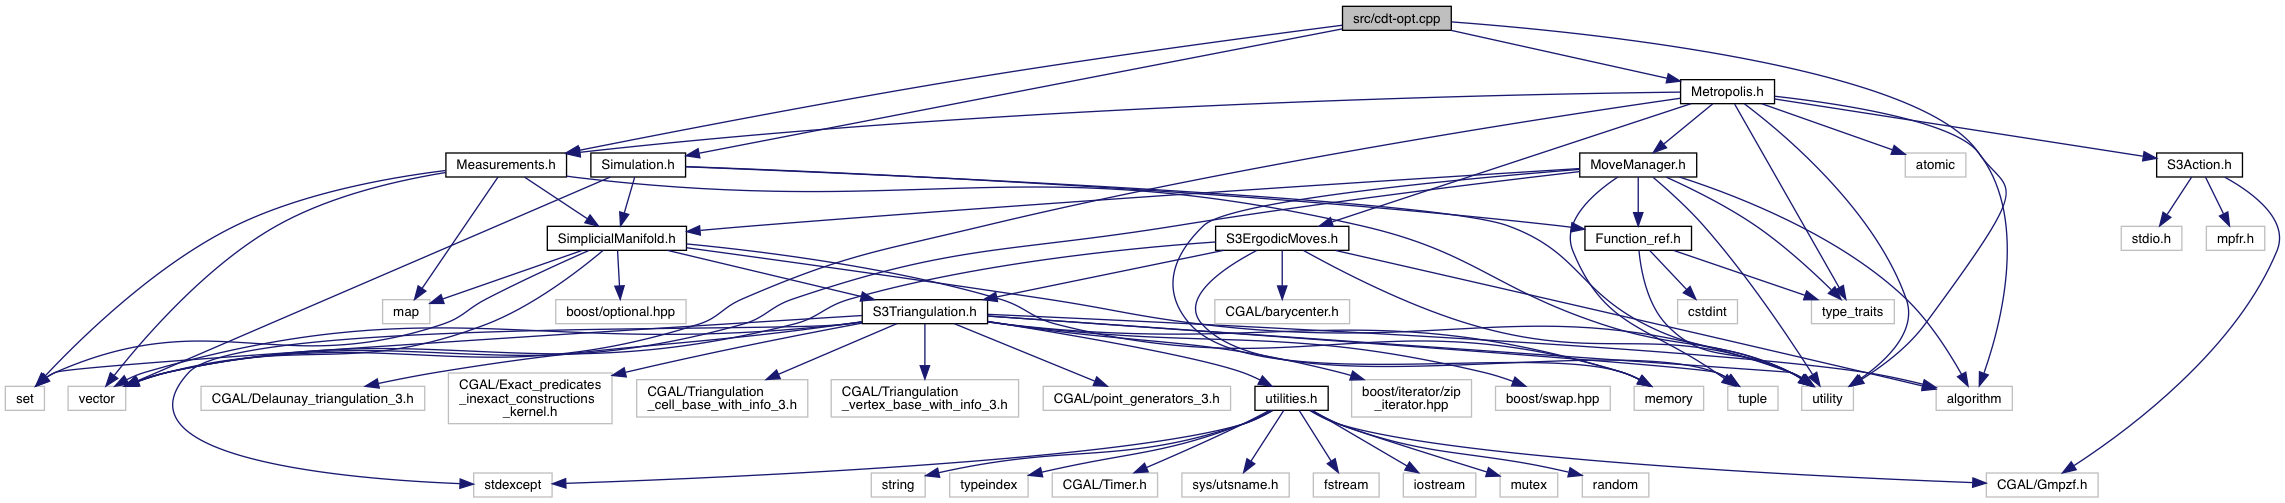 src/cdt-opt.cpp
Metropolis.h
Measurements.h
Simulation.h
MoveManager.h
atomic
S3Action.h
SimplicialManifold.h
S3ErgodicMoves.h
Function_ref.h
stdio.h
mpfr.h
map
boost/optional.hpp
S3Triangulation.h
CGAL/barycenter.h
cstdint
type_traits
set
vector
CGAL/Delaunay_triangulation_3.h
CGAL/Exact_predicates
_inexact_constructions
_kernel.h
CGAL/Triangulation
_cell_base_with_info_3.h
CGAL/Triangulation
_vertex_base_with_info_3.h
CGAL/point_generators_3.h
utilities.h
boost/iterator/zip
_iterator.hpp
boost/swap.hpp
memory
tuple
utility
algorithm
stdexcept
string
typeindex
CGAL/Timer.h
sys/utsname.h
fstream
iostream
mutex
random
CGAL/Gmpzf.h